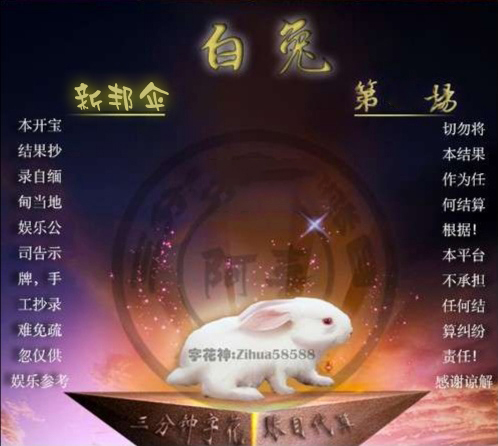 白兔
新邦伞
第 场
本开宝
结果抄
录自缅
甸当地
娱乐公
司告示
牌，手
工抄录
难免疏
忽仅供
娱乐参考
切勿将
本结果
作为任
何结算
根据！
本平台
不承担
任何结
算纠纷
责任！
感谢谅解
字花神:Zihua58588
三分钟字花 账目代算